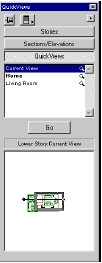 QuickViews
Stories
Sections/Elevations
QuickViews
Current View
Home
Living Room
Go
Lower Story:Current View